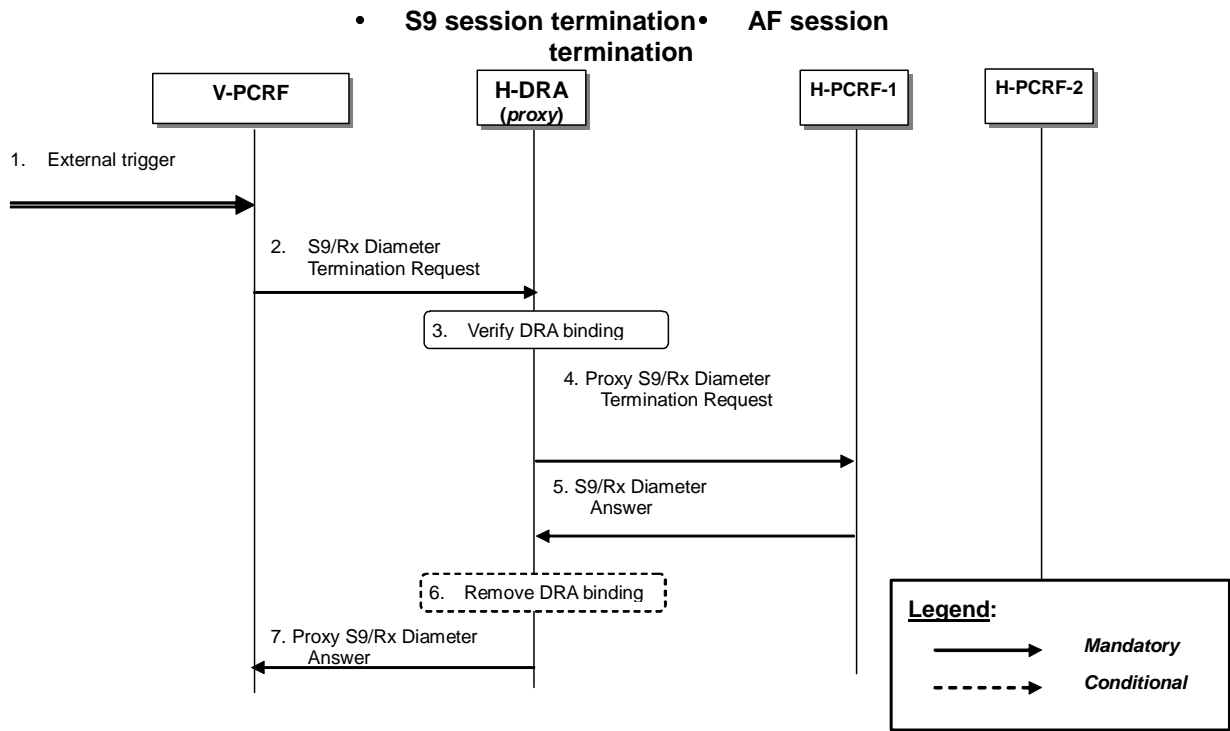 • S9 session termination• AF session
termination
V-PCRF
H-DRA
(proxy)
H-PCRF-1
H-PCRF-2
1. External trigger
2. S9/Rx Diameter
Termination Request
3. Verify DRA binding
4. Proxy S9/Rx Diameter
Termination Request
5. S9/Rx Diameter
Answer
6. Remove DRA binding
7. Proxy S9/Rx Diameter
Answer
Legend:
Mandatory
Conditional